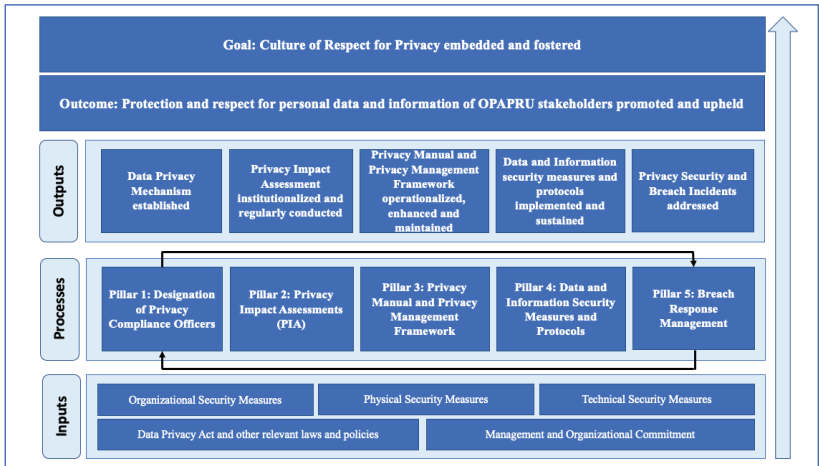 Goal: Culture of Respect for Privacy embedded and fostered
Outcome: Protection and respect for personal data and information of OPAPRU stakeholders promoted and upheld
Outputs
Data Privacy
Mechanism
established
Privacy Impact
Assessment
institutionalized and
regularly conducted
Privacy Manual and
Privacy Management
Framework
operationalized,
enhanced and
maintained
Data and Information
security measures and
protocols
implemented and
sustained
Privacy Security and
Breach Incidents
addressed
Processes
Pillar 1: Designation
of Privacy
Compliance Officers
Pillar 2: Privacy
Impact Assessments
(PIA)
Pillar 3: Privacy
Manual and Privacy
Management
Framework
Pillar 4: Data and
Information Security
Measures and
Protocols
Pillar 5: Breach
Response
Management
Inputs
Organizational Security Measures
Physical Security Measures
Technical Security Measures
Data Privacy Act and other relevant laws and policies
Management and Organizational Commitment